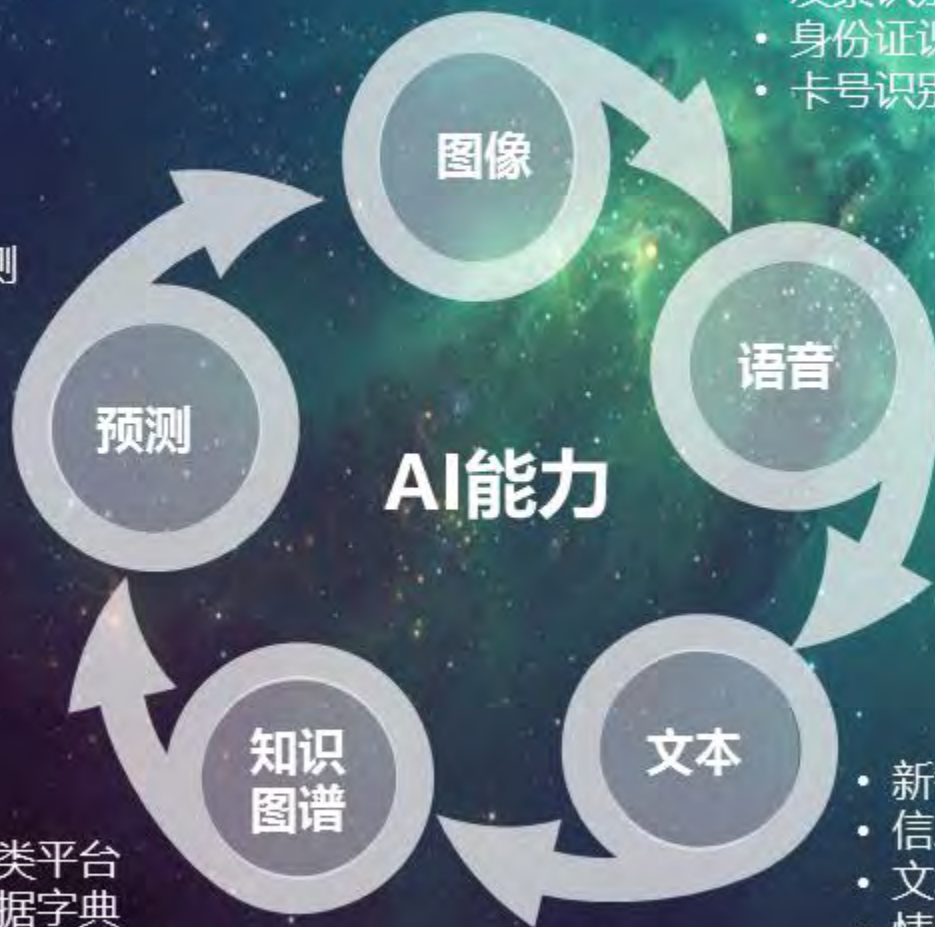 • 身份证识
• 卡号识别
图像
测
语音
预测
AI能力
知识
图谱
文本
• 新
• 信
• 文
类平台
据字典